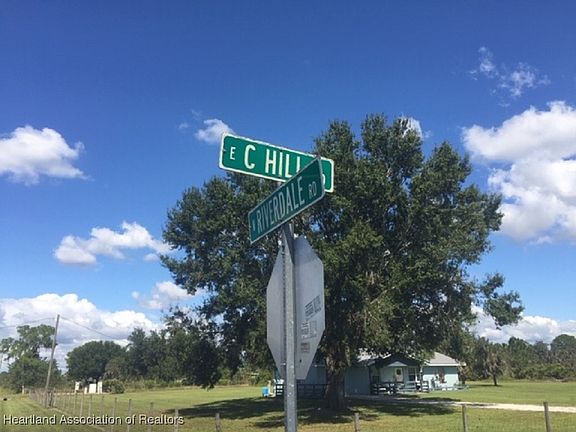 E C HILL
RIVERDALE RD
Heartland Association of Realtors